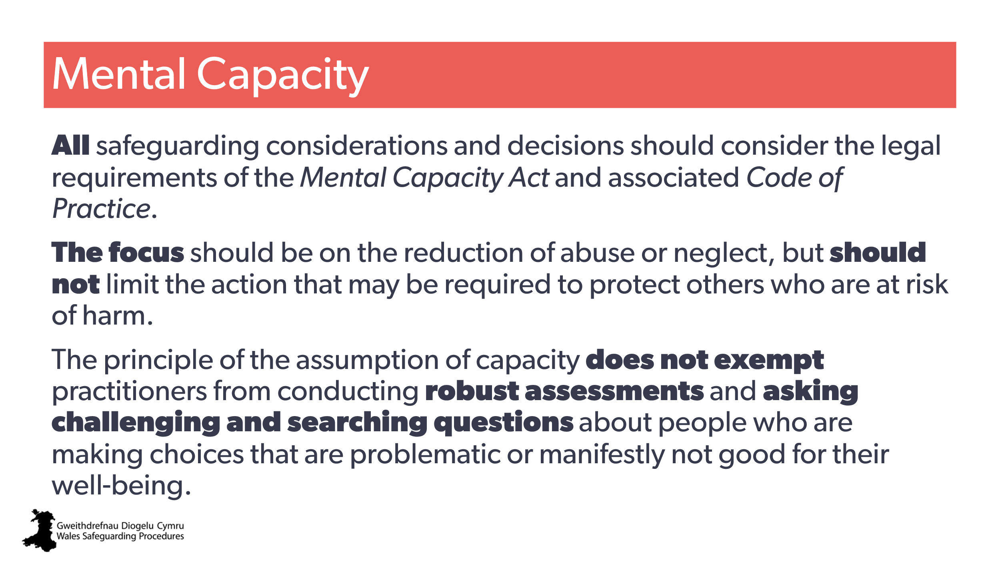 Mental Capacity
All safeguarding considerations and decisions should consider the legal
requirements of the Mental Capacity Act and associated Code of
Practice.
The focus should be on the reduction of abuse or neglect, but should
not limit the action that may be required to protect others who are at risk
of harm.
The principle of the assumption of capacity does not exempt
practitioners from conducting robust assessments and asking
challenging and searching questions about people who are
making choices that are problematic or manifestly not good for their
well-being.
Gweithdrefnau Diogelu Cymru
Wales Safeguarding Procedures